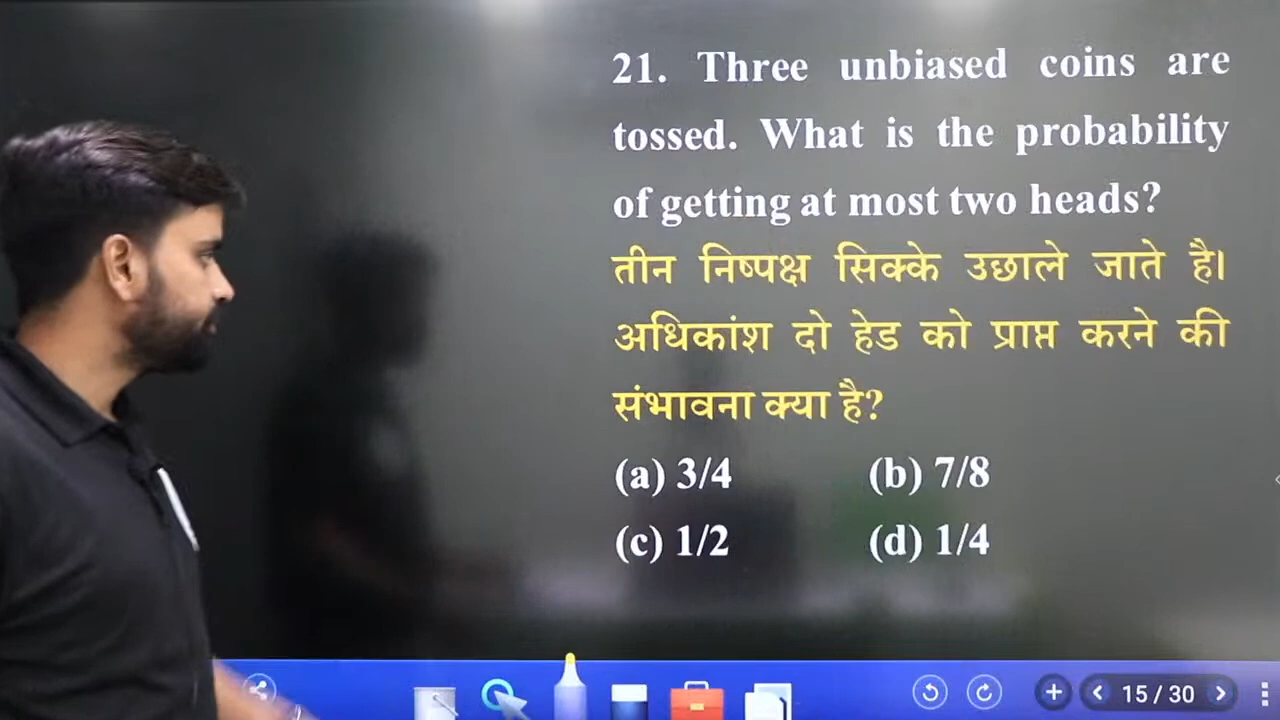 21. Three unbiased coins are
tossed. What is the probability
of getting at most two heads?
तीन निष्पक्ष सिक्के उछाले जाते है।
अधिकांश दो हेड को प्राप्त करने की
संभावना क्या है?
(a) 3/4 (b) 7/8
(c) 1/2 (d) 1/4
15 / 30